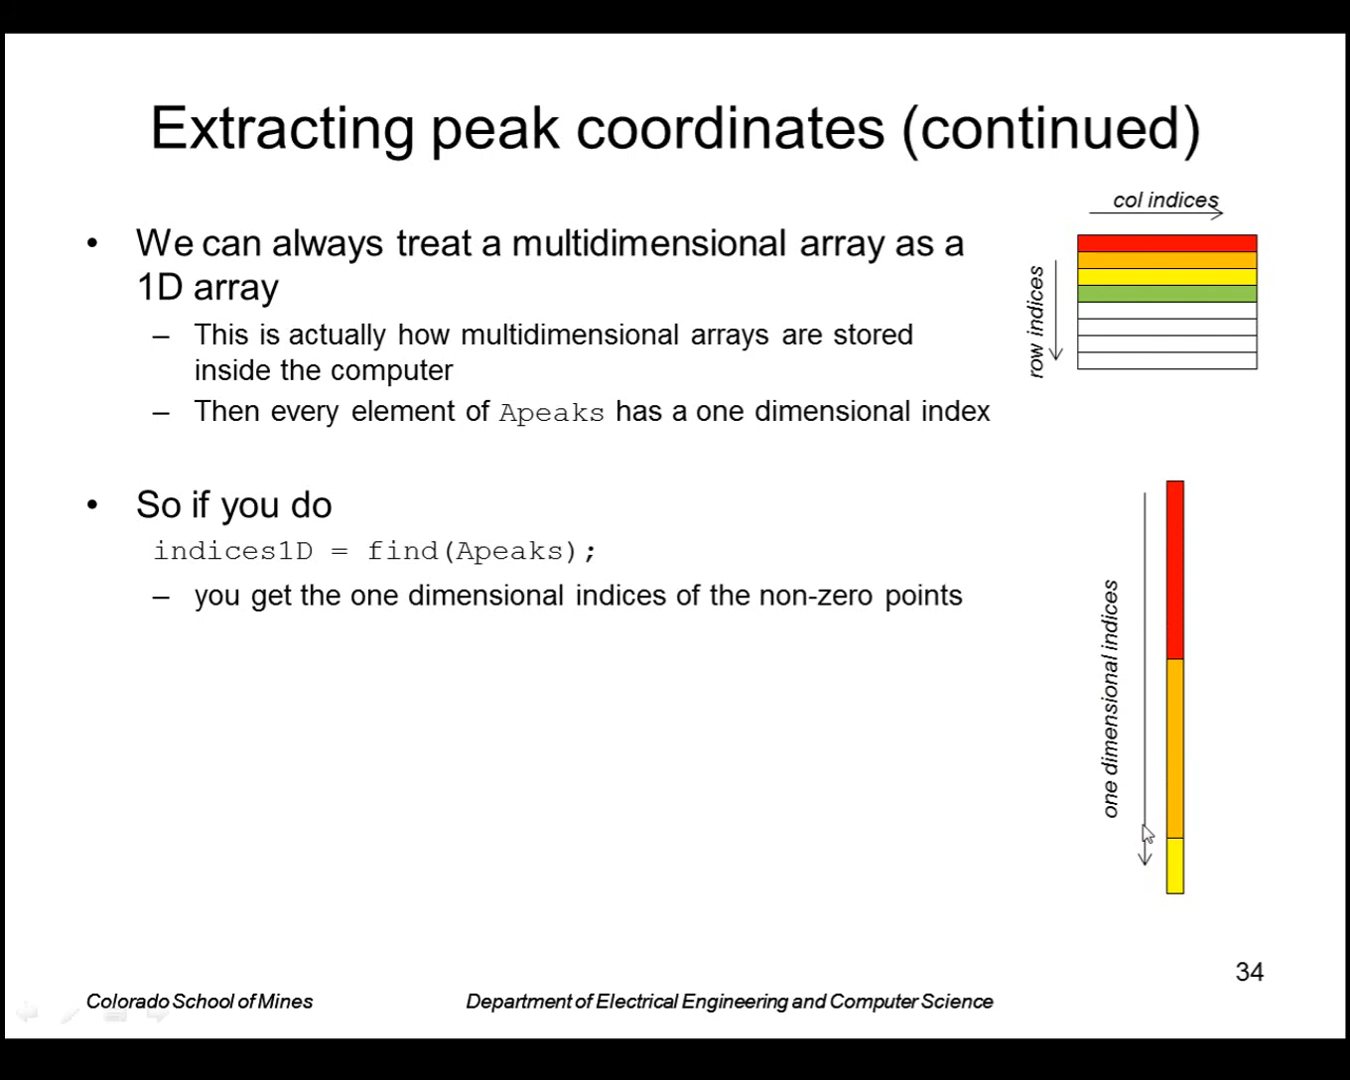 Extracting peak coordinates (continued)
• We can always treat a multidimensional array as a
1D array
– This is actually how multidimensional arrays are stored
inside the computer
– Then every element of Apeaks has a one dimensional index
• So if you do
indices1D = find(Apeaks);
– you get the one dimensional indices of the non-zero points
col indices
row indices
one dimensional indices
34
Colorado School of Mines
Department of Electrical Engineering and Computer Science